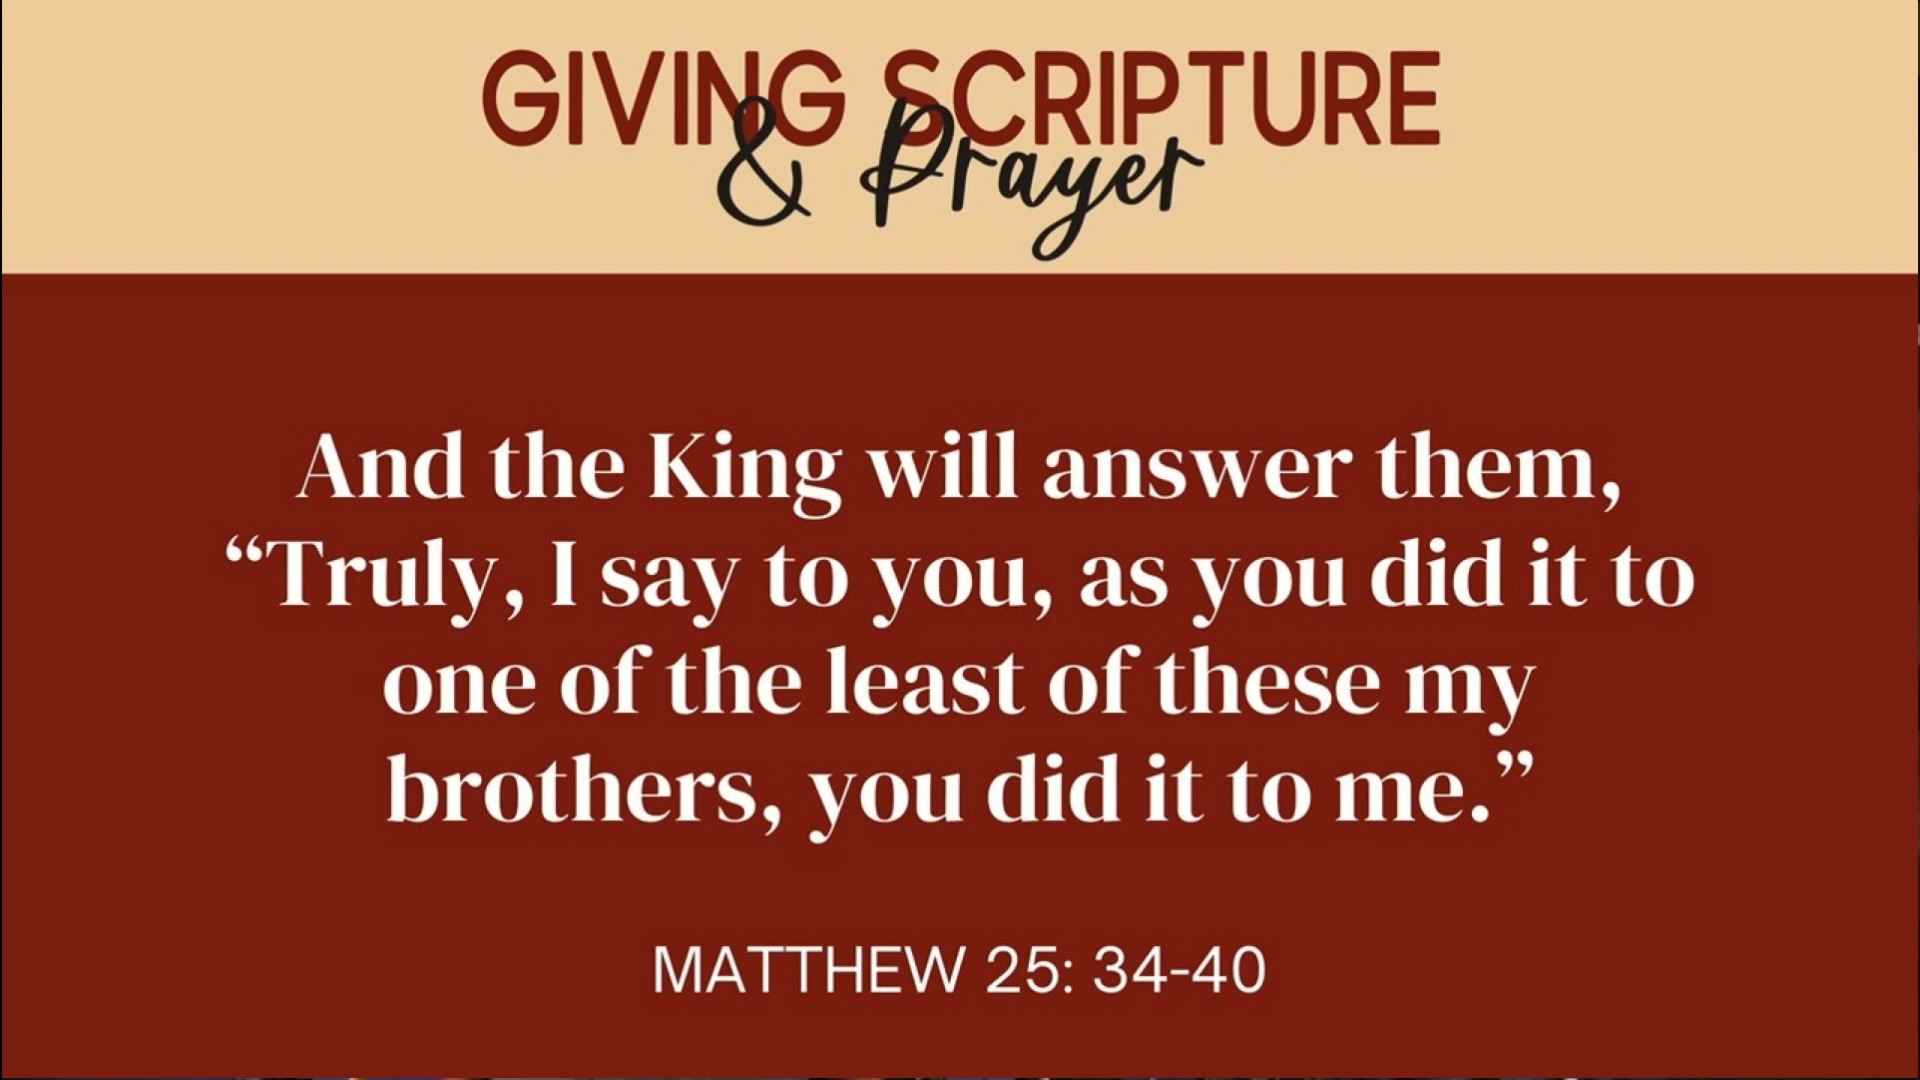 GIVING SCRIPTURE
& Prayer
And the King will answer them,
“Truly, I say to you, as you did it to
one of the least of these my
brothers, you did it to me.”
MATTHEW 25: 34-40